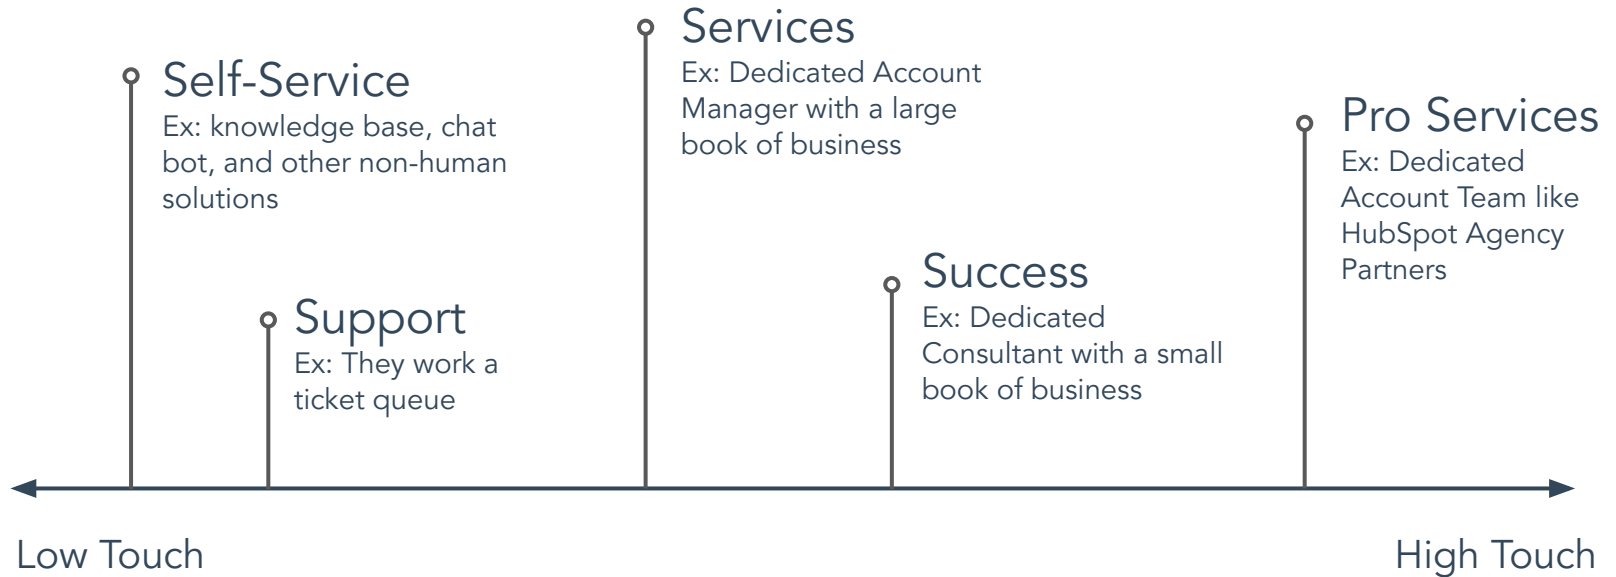 Self-Service
Ex: knowledge base, chat
bot, and other non-human
solutions
Support
Ex: They work a
ticket queue
Services
Ex: Dedicated Account
Manager with a large
book of business
Success
Ex: Dedicated
Consultant with a small
book of business
Pro Services
Ex: Dedicated
Account Team like
HubSpot Agency
Partners
Low Touch
High Touch